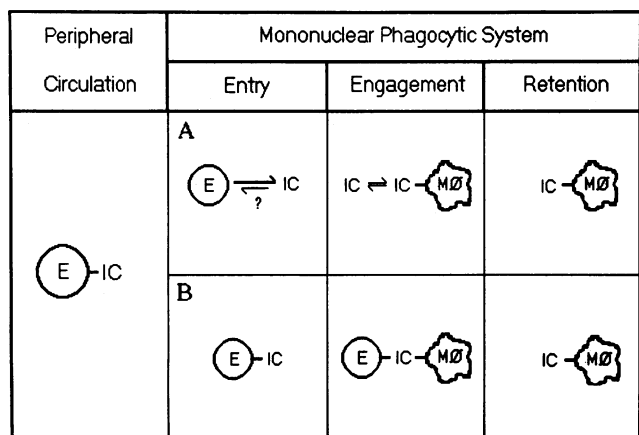 Peripheral Circulation
Mononuclear Phagocytic System
Entry
Engagement
Retention
E IC
A
E ⇌ IC
?
IC ⇌ IC MØ
IC MØ
B
E IC
E IC MØ
IC MØ